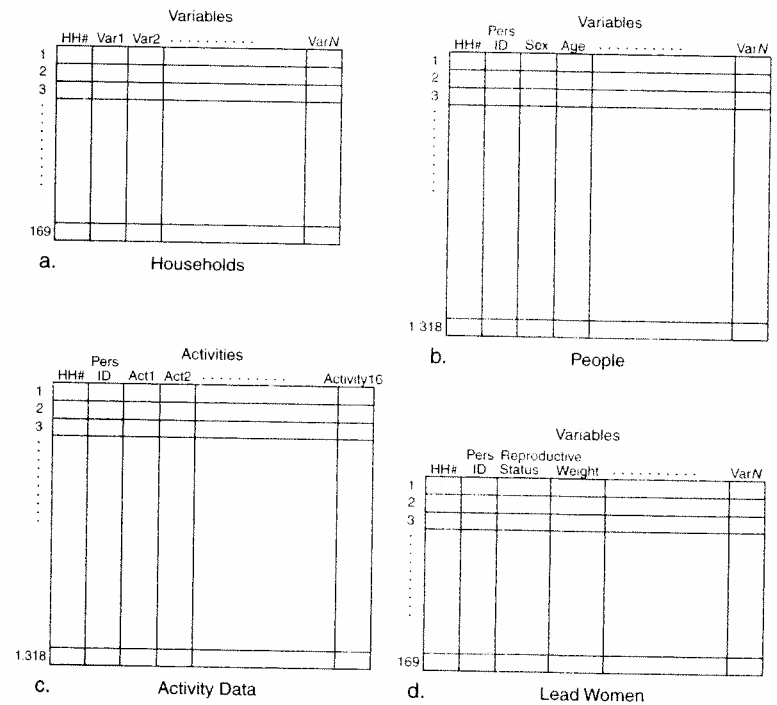 Variables
HH# Var1 Var2 . . . . . . . . . . VarN
1
2
3
169
a. Households
Variables
HH# Pers ID Sex Age . . . . . . . . . . VarN
1
2
3
1.318
b. People
Activities
HH# Pers ID Act1 Act2 . . . . . . . . . . Activity16
1
2
3
1.318
c. Activity Data
Variables
HH# Pers ID Reproductive Status Weight . . . . . . . . . . VarN
1
2
3
169
d. Lead Women